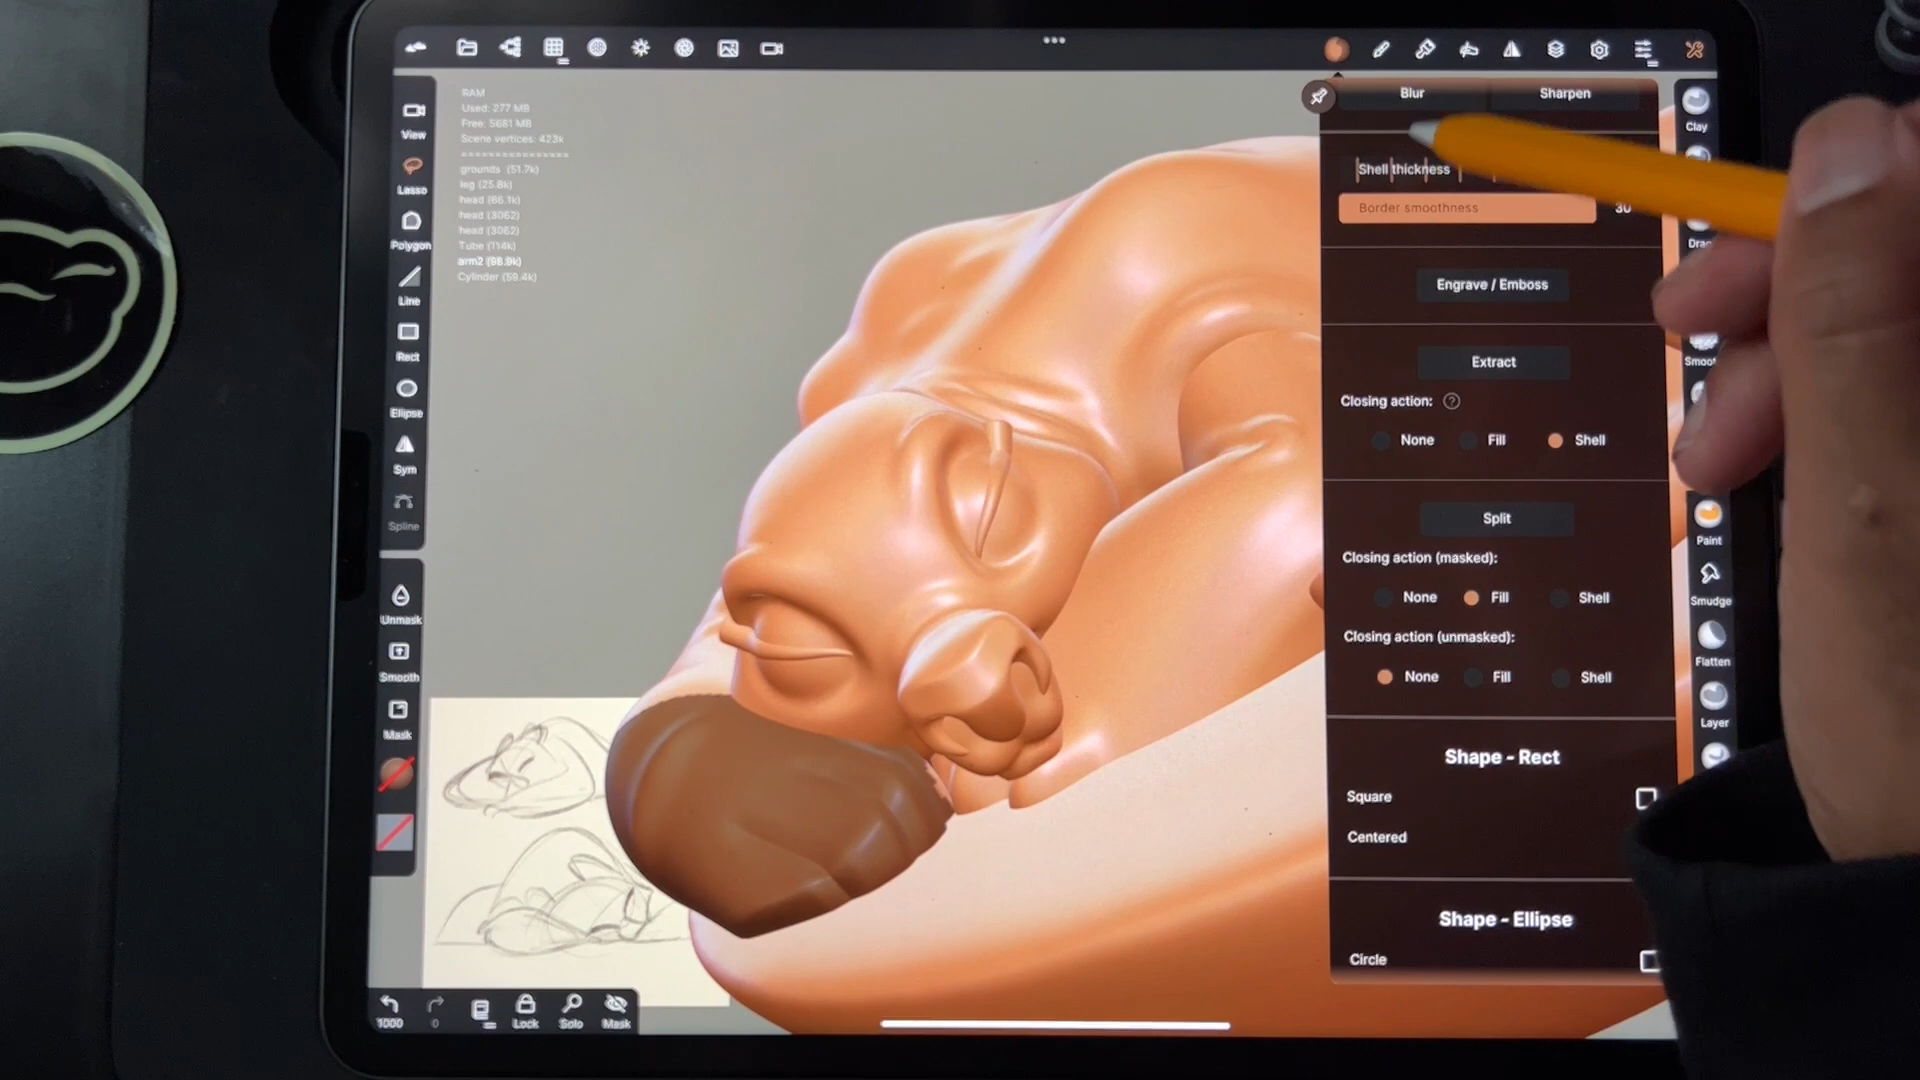 RAM
Used: 277 MB
Free: 5681 MB
Scene vertices: 423k
==================
grounds (51.7k)
leg (25.8k)
head (66.1k)
head (3062)
head (3062)
Tube (114k)
arm2 (98.9k)
Cylinder (59.4k)
View
Lasso
Polygon
Line
Rect
Ellipse
Sym
Spline
Unmask
Smooth
Mask
1000
0
Lock
Solo
Mask
Blur
Sharpen
Shell thickness
Border smoothness
30
Engrave / Emboss
Extract
Closing action: ?
None
Fill
Shell
Split
Closing action (masked):
None
Fill
Shell
Closing action (unmasked):
None
Fill
Shell
Shape - Rect
Square
Centered
Shape - Ellipse
Circle
Clay
Paint
Smudge
Flatten
Layer